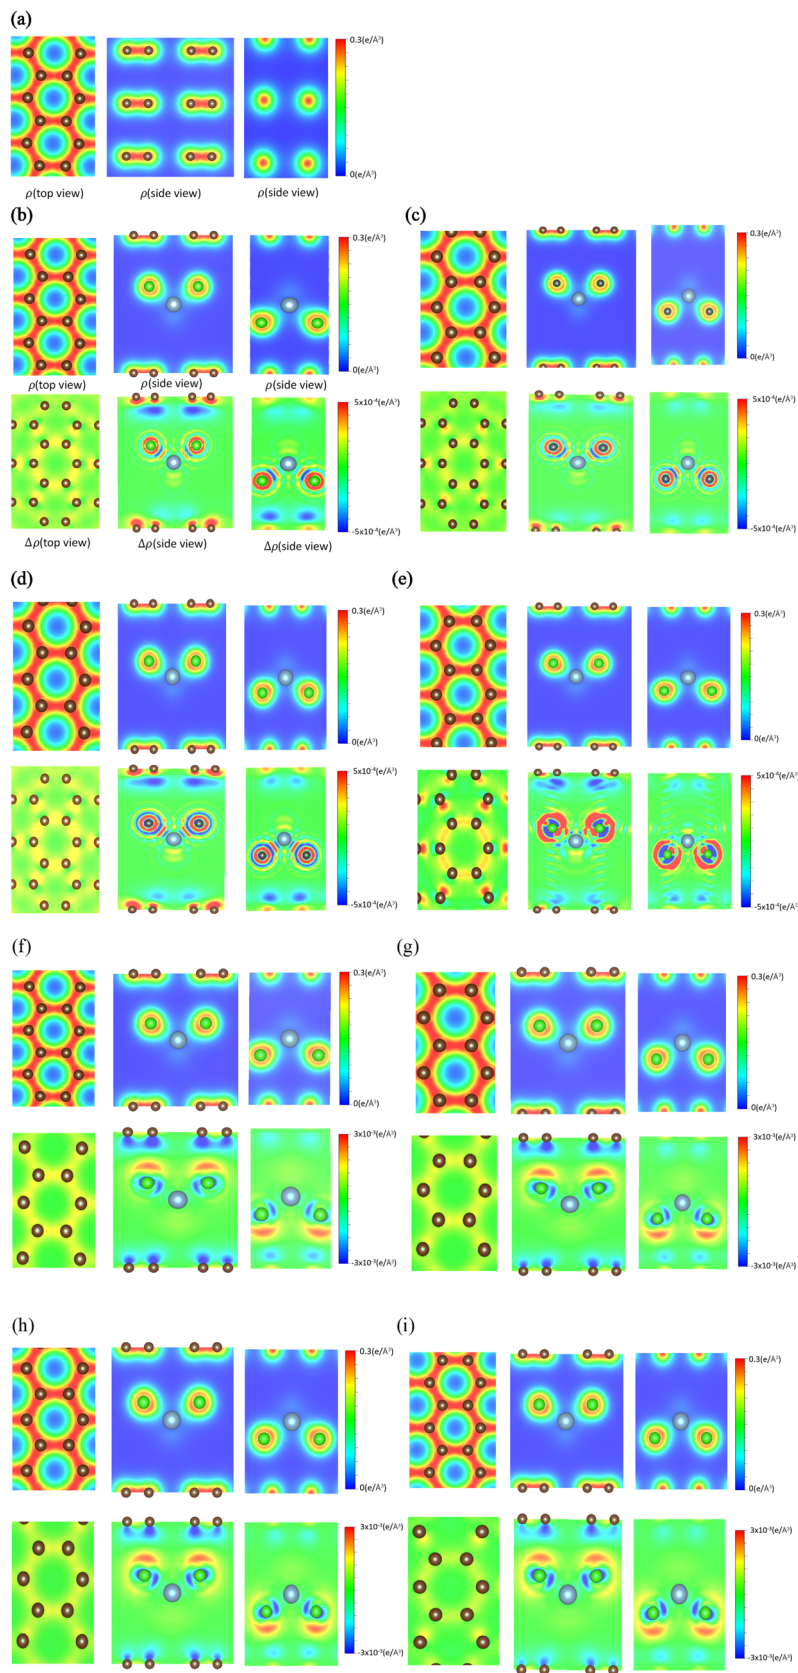 (a)
0.3(e/Å³)
0(e/Å³)
ρ(top view) ρ(side view) ρ(side view)
(b) (c)
0.3(e/Å³) 0.3(e/Å³)
0(e/Å³) 0(e/Å³)
ρ(top view) ρ(side view) ρ(side view)
5x10⁻⁴(e/Å³) 5x10⁻⁴(e/Å³)
-5x10⁻⁴(e/Å³) -5x10⁻⁴(e/Å³)
Δρ(top view) Δρ(side view) Δρ(side view)
(d) (e)
0.3(e/Å³) 0.3(e/Å³)
0(e/Å³) 0(e/Å³)
5x10⁻⁴(e/Å³) 5x10⁻⁴(e/Å³)
-5x10⁻⁴(e/Å³) -5x10⁻⁴(e/Å³)
(f) (g)
0.3(e/Å³) 0.3(e/Å³)
0(e/Å³) 0(e/Å³)
3x10⁻³(e/Å³) 3x10⁻³(e/Å³)
-3x10⁻³(e/Å³) -3x10⁻³(e/Å³)
(h) (i)
0.3(e/Å³) 0.3(e/Å³)
0(e/Å³) 0(e/Å³)
3x10⁻³(e/Å³) 3x10⁻³(e/Å³)
-3x10⁻³(e/Å³) -3x10⁻³(e/Å³)